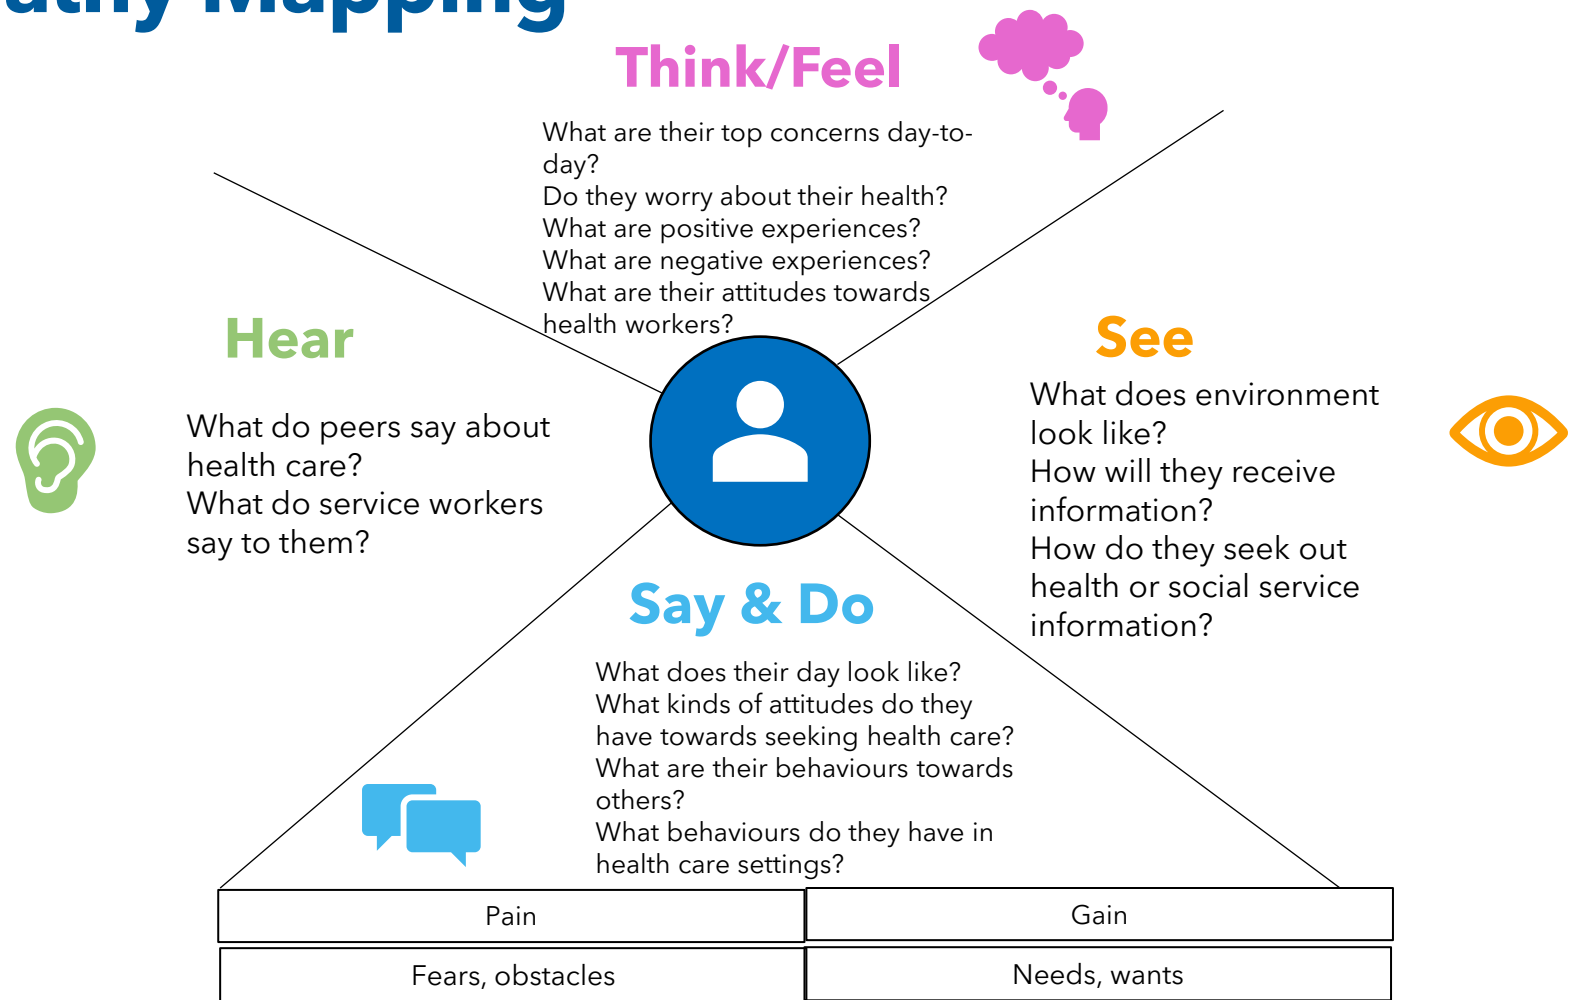 Mapping
Think/Feel
What are their top concerns day-to-
day?
Do they worry about their health?
What are positive experiences?
What are negative experiences?
What are their attitudes towards
health workers?
Hear
What do peers say about
health care?
What do service workers
say to them?
See
What does environment
look like?
How will they receive
information?
How do they seek out
health or social service
information?
Say & Do
What does their day look like?
What kinds of attitudes do they
have towards seeking health care?
What are their behaviours towards
others?
What behaviours do they have in
health care settings?
Pain
Gain
Fears, obstacles
Needs, wants